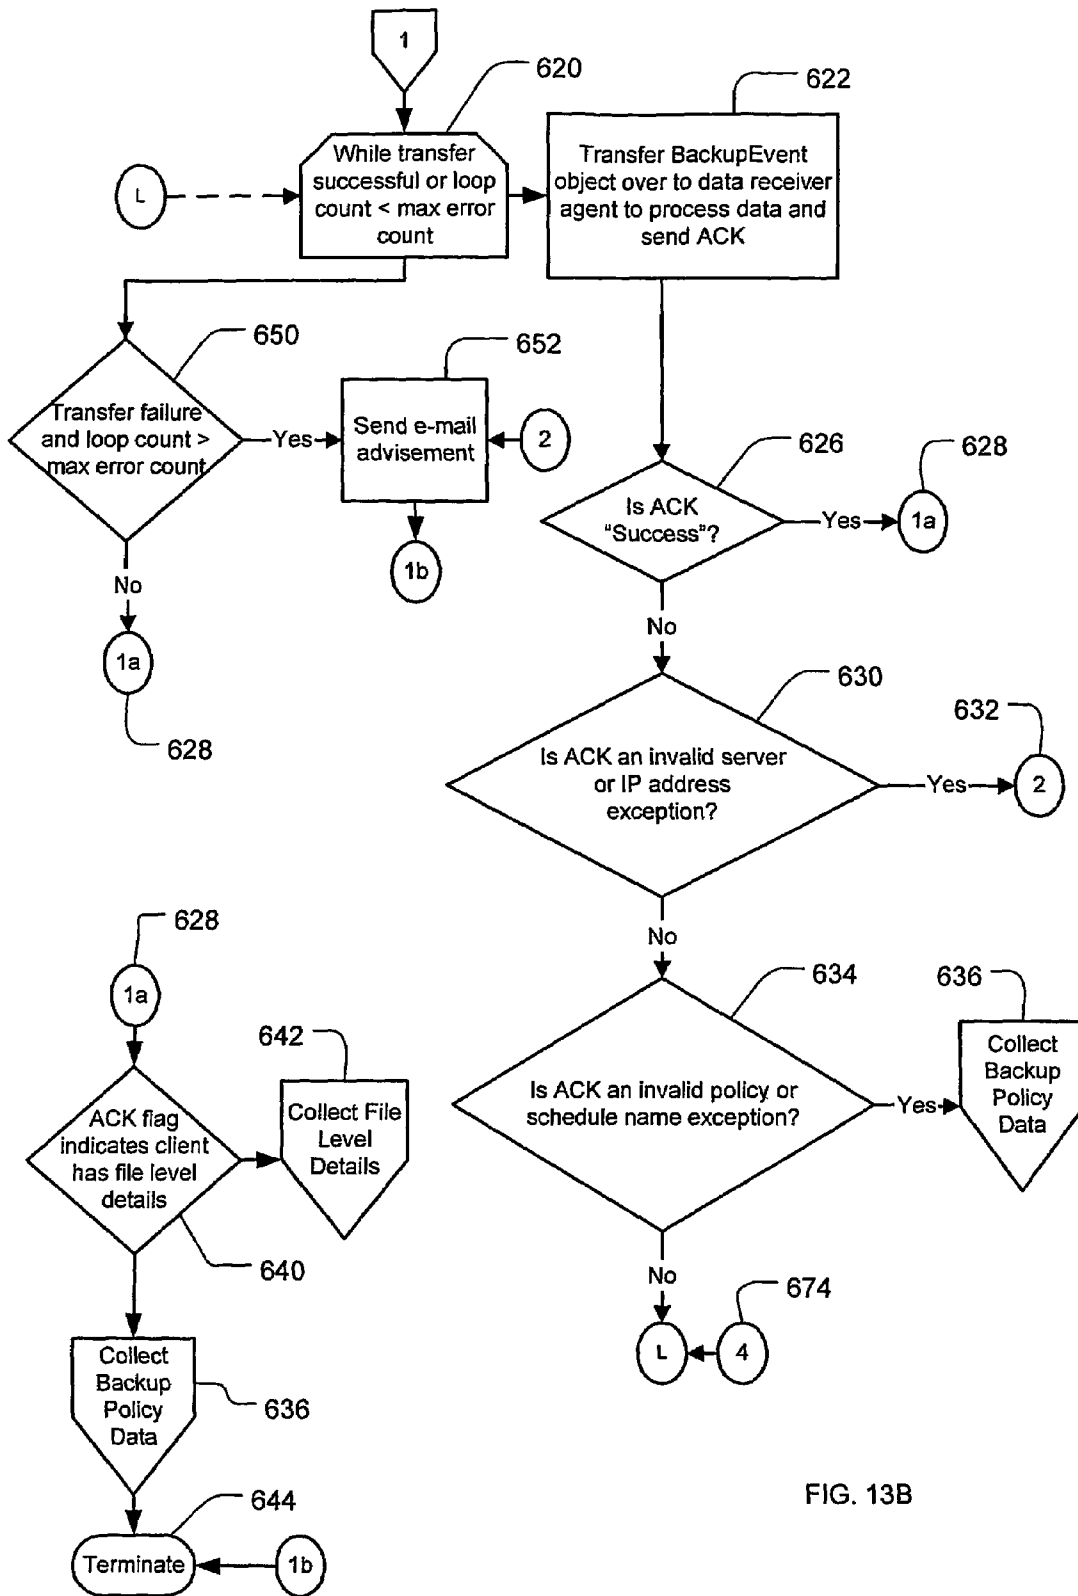 1
620
622
While transfer
successful or loop
count < max error
count
Transfer BackupEvent
object over to data receiver
agent to process data and
send ACK
L
650
652
Transfer failure
and loop count >
max error count
Yes
Send e-mail
advisement
2
626
628
Is ACK
“Success”?
Yes
1a
1b
No
No
1a
628
630
632
Is ACK an invalid server
or IP address
exception?
Yes
2
No
628
1a
634
636
642
Collect
Backup
Policy
Data
Is ACK an invalid policy or
schedule name exception?
Yes
ACK flag
indicates client
has file level
details
Collect File
Level
Details
640
No
674
L
4
Collect
Backup
Policy
Data
636
644
Terminate
1b
FIG. 13B